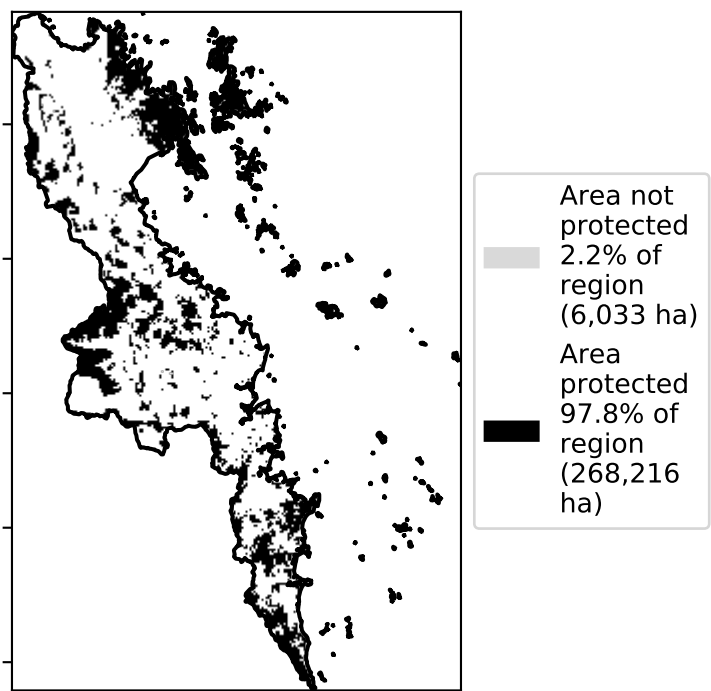 Area not
protected
2.2% of
region
(6,033 ha)
Area
protected
97.8% of
region
(268,216
ha)